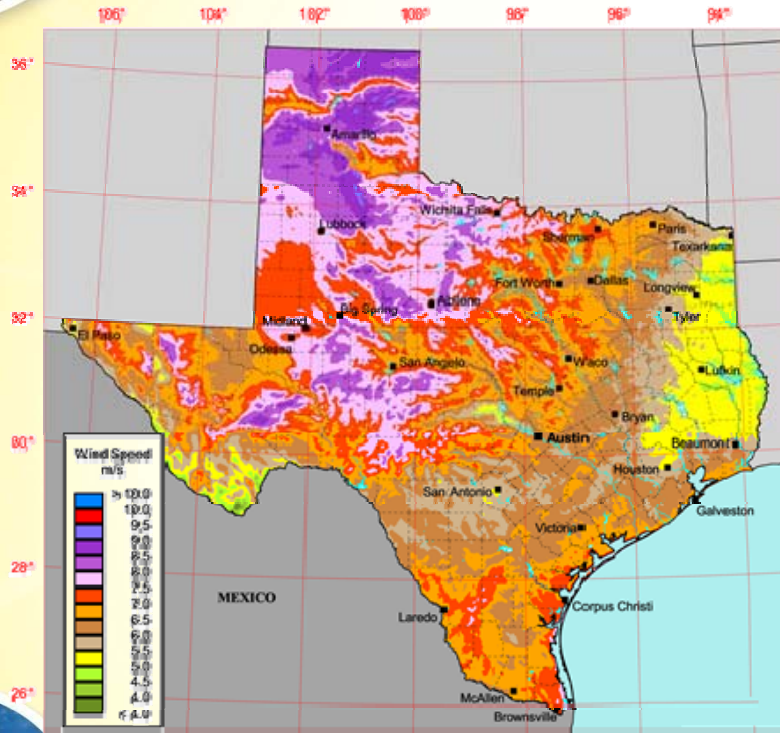 106° 104° 102° 100° 98° 96° 94°
36°
34°
32°
30°
28°
26°
Amarillo
Lubbock
Wichita Falls
Sherman
Paris
Texarkana
Fort Worth
Dallas
Longview
Abilene
Big Spring
Tyler
Midland
El Paso
Odessa
San Angelo
Waco
Lufkin
Temple
Bryan
Austin
Beaumont
Houston
San Antonio
Galveston
Victoria
MEXICO
Corpus Christi
Laredo
McAllen
Brownsville
Wind Speed
m/s
> 10.0
10.0
9.5
9.0
8.5
8.0
7.5
7.0
6.5
6.0
5.5
5.0
4.5
4.0
< 4.0